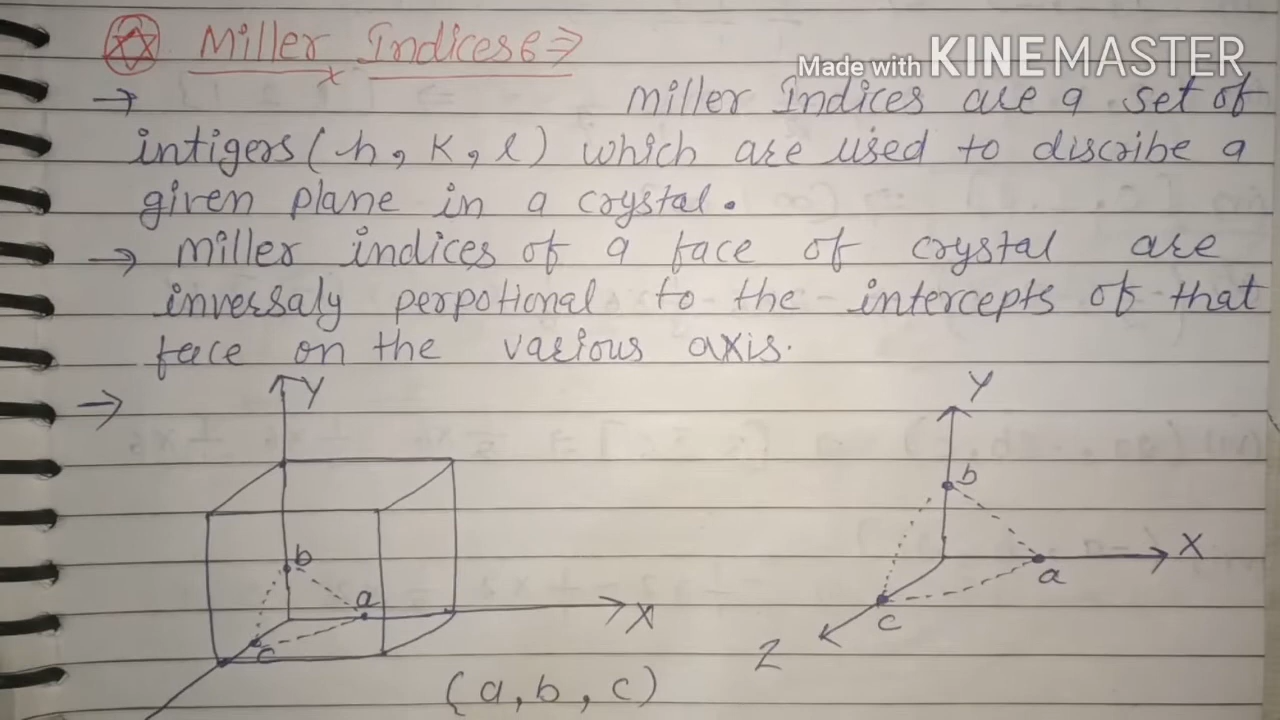 Miller Indices :⇒
Made with KINEMASTER
→ Miller Indices are a set of
intigers (h, K, l) which are used to discribe a
given plane in a crystal.
→ Miller indices of a face of crystal are
inversaly perpotional to the intercepts of that
face on the various axis.
→
Y
b
a
c
X
Y
b
X
a
c
Z
(a, b, c)